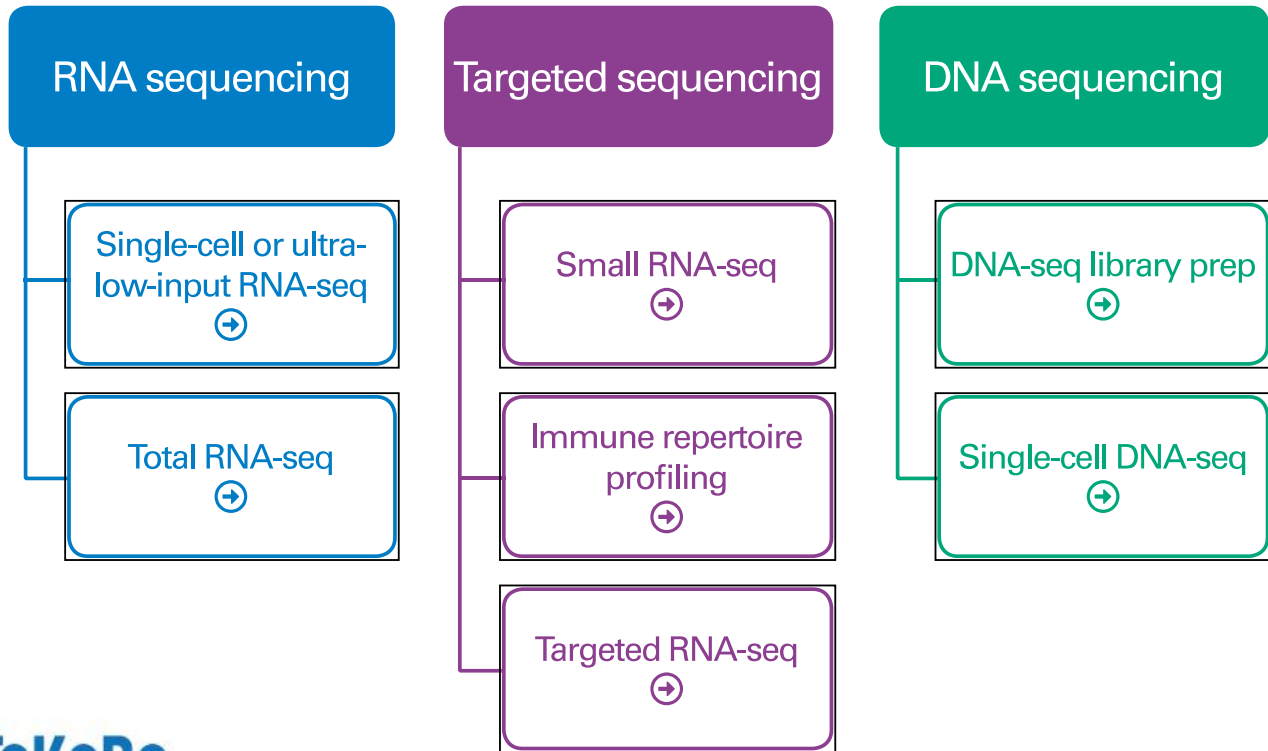 RNA sequencing
Single-cell or ultra-
low-input RNA-seq
Total RNA-seq
Targeted sequencing
Small RNA-seq
Immune repertoire
profiling
Targeted RNA-seq
DNA sequencing
DNA-seq library prep
Single-cell DNA-seq